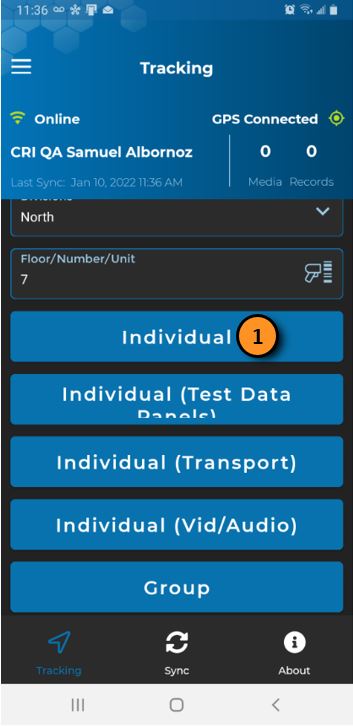 11:36
Tracking
Online
GPS Connected
CRI QA Samuel Albornoz
0
0
Last Sync: Jan 10, 2022 11:36 AM
Media
Records
Divisions
North
Floor/Number/Unit
7
Individual
1
Individual (Test Data
Panels)
Individual (Transport)
Individual (Vid/Audio)
Group
Tracking
Sync
About